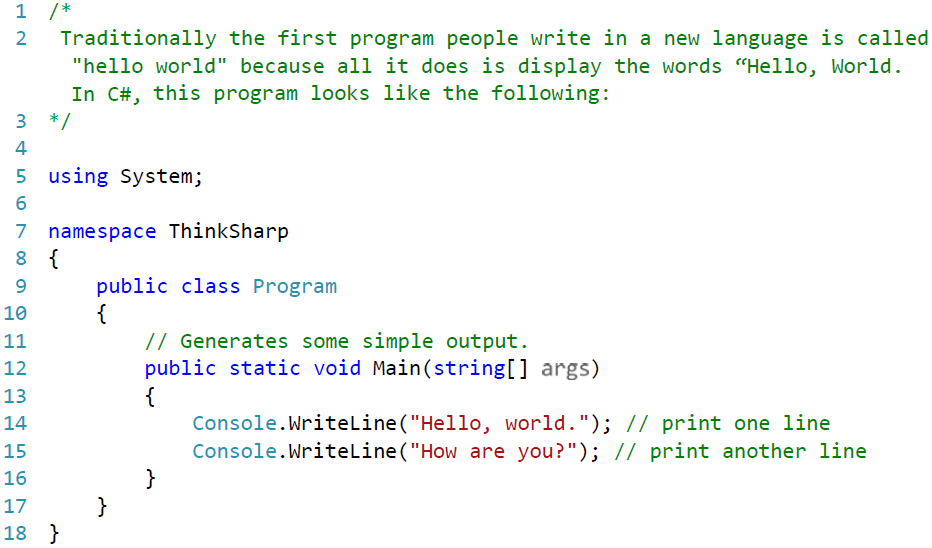 1 /*
2 Traditionally the first program people write in a new language is called
"hello world" because all it does is display the words “Hello, World.
In C#, this program looks like the following:
3 */
4
5 using System;
6
7 namespace ThinkSharp
8 {
9 public class Program
10 {
11 // Generates some simple output.
12 public static void Main(string[] args)
13 {
14 Console.WriteLine("Hello, world."); // print one line
15 Console.WriteLine("How are you?"); // print another line
16 }
17 }
18 }